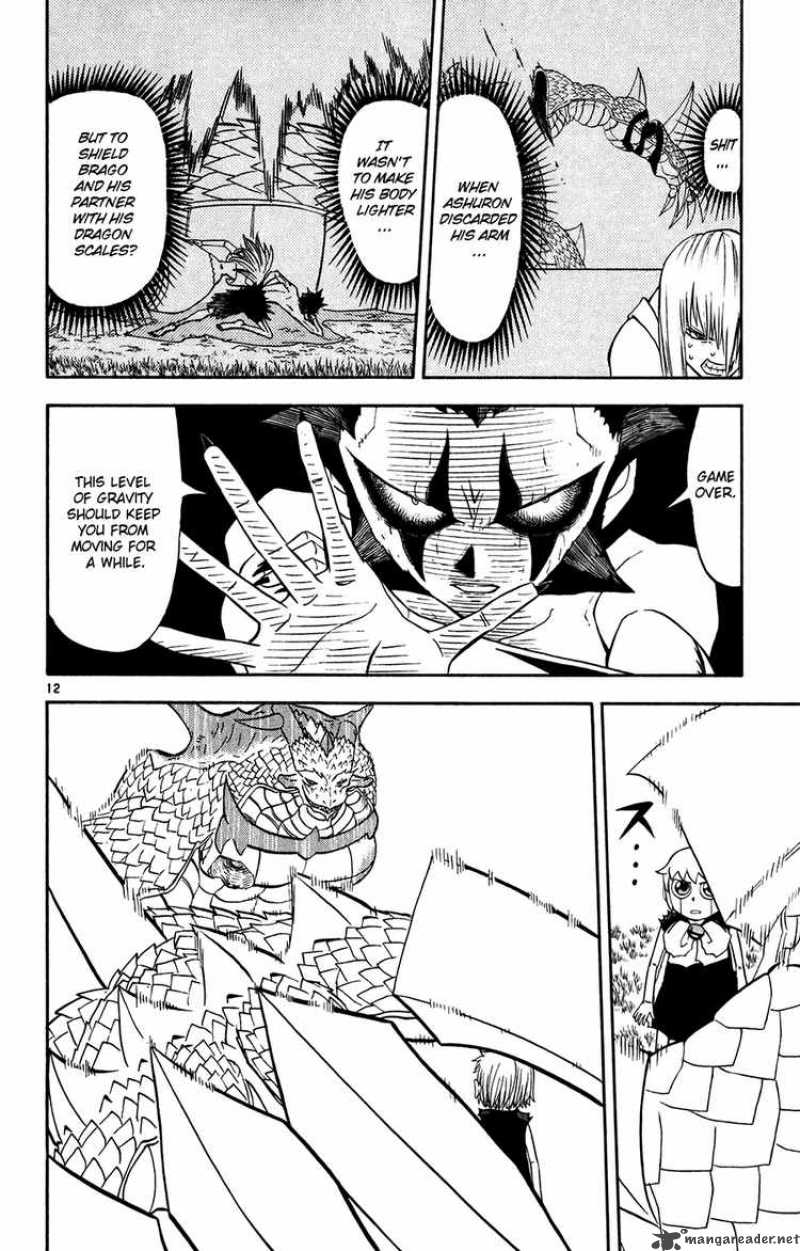 SHIT
...
WHEN
ASHURON
DISCARDED
HIS ARM
...
IT
WASN'T
TO MAKE
HIS BODY
LIGHTER
...
BUT TO
SHIELD
BRAGO
AND HIS
PARTNER
WITH HIS
DRAGON
SCALES?
GAME
OVER.
THIS LEVEL
OF GRAVITY
SHOULD KEEP
YOU FROM
MOVING FOR
A WHILE.
12
ス...
mangareader.net